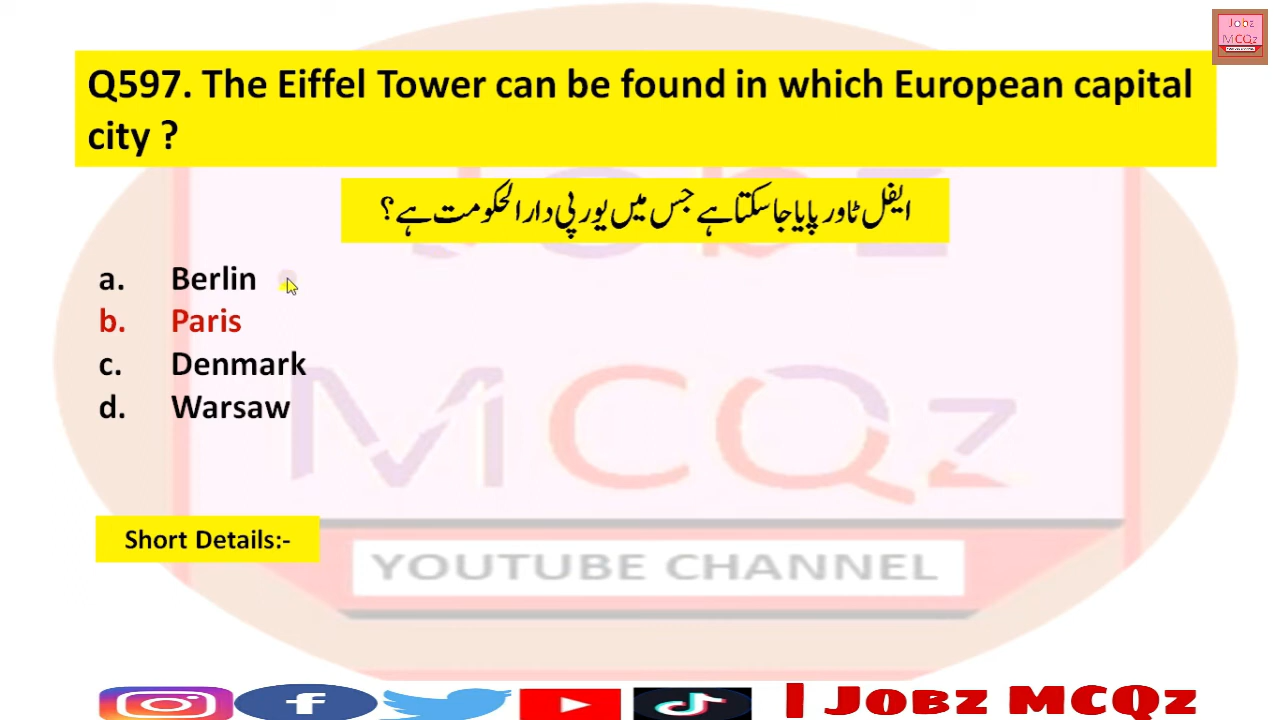 Jobz
MCQz
Q597. The Eiffel Tower can be found in which European capital
city ?
ایفل ٹاور پایا جا سکتا ہے جس میں یورپی دارالحکومت ہے؟
a. Berlin
b. Paris
c. Denmark
d. Warsaw
JobZ
MCQz
Short Details:-
YOUTUBE CHANNEL
| Jobz MCQz